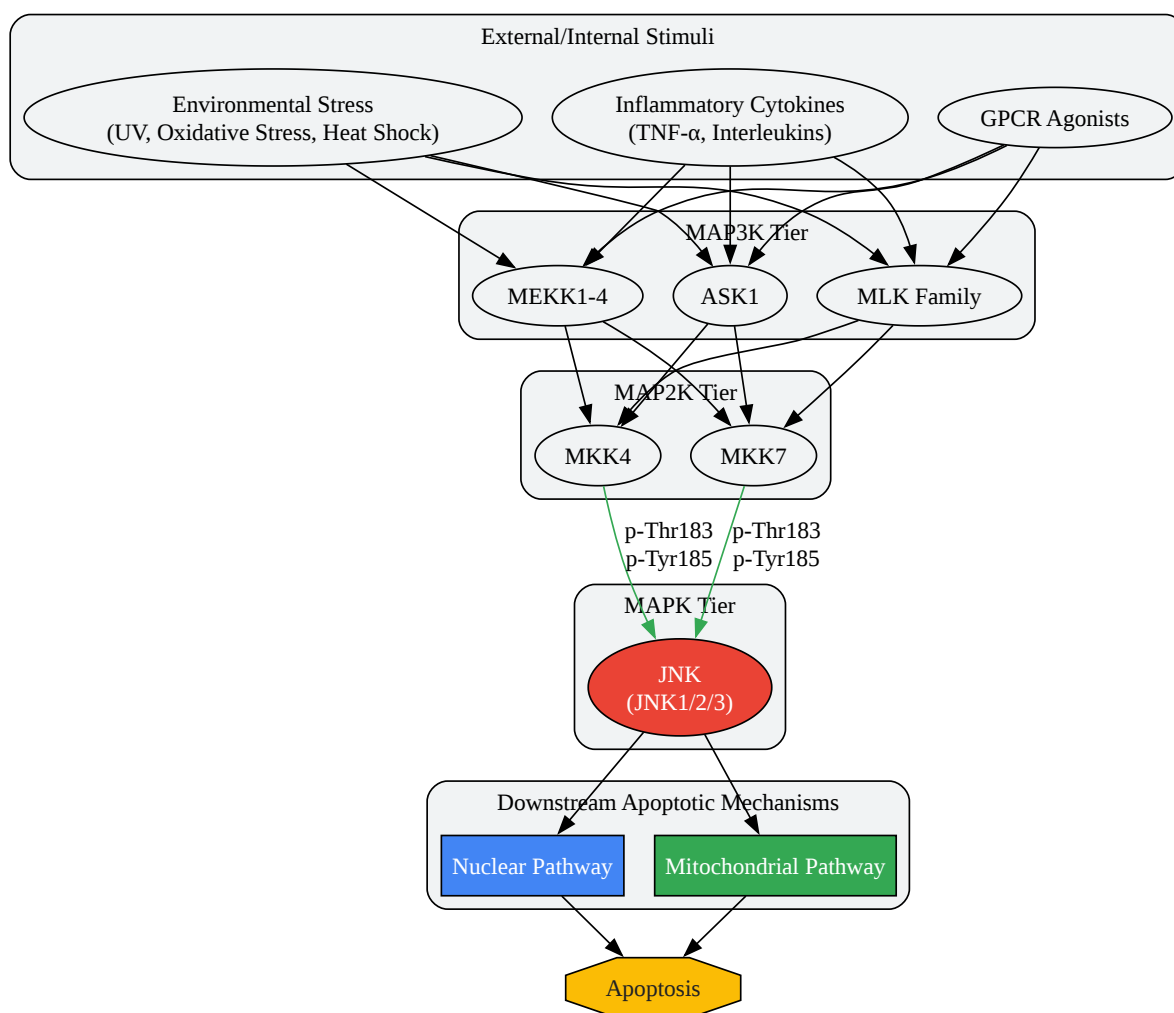 External/Internal Stimuli
Environmental Stress
(UV, Oxidative Stress, Heat Shock)
Inflammatory Cytokines
(TNF-α, Interleukins)
GPCR Agonists
MAP3K Tier
MEKK1-4
ASK1
MLK Family
MAP2K Tier
MKK4
MKK7
p-Thr183
p-Tyr185
p-Thr183
p-Tyr185
MAPK Tier
JNK
(JNK1/2/3)
Downstream Apoptotic Mechanisms
Nuclear Pathway
Mitochondrial Pathway
Apoptosis